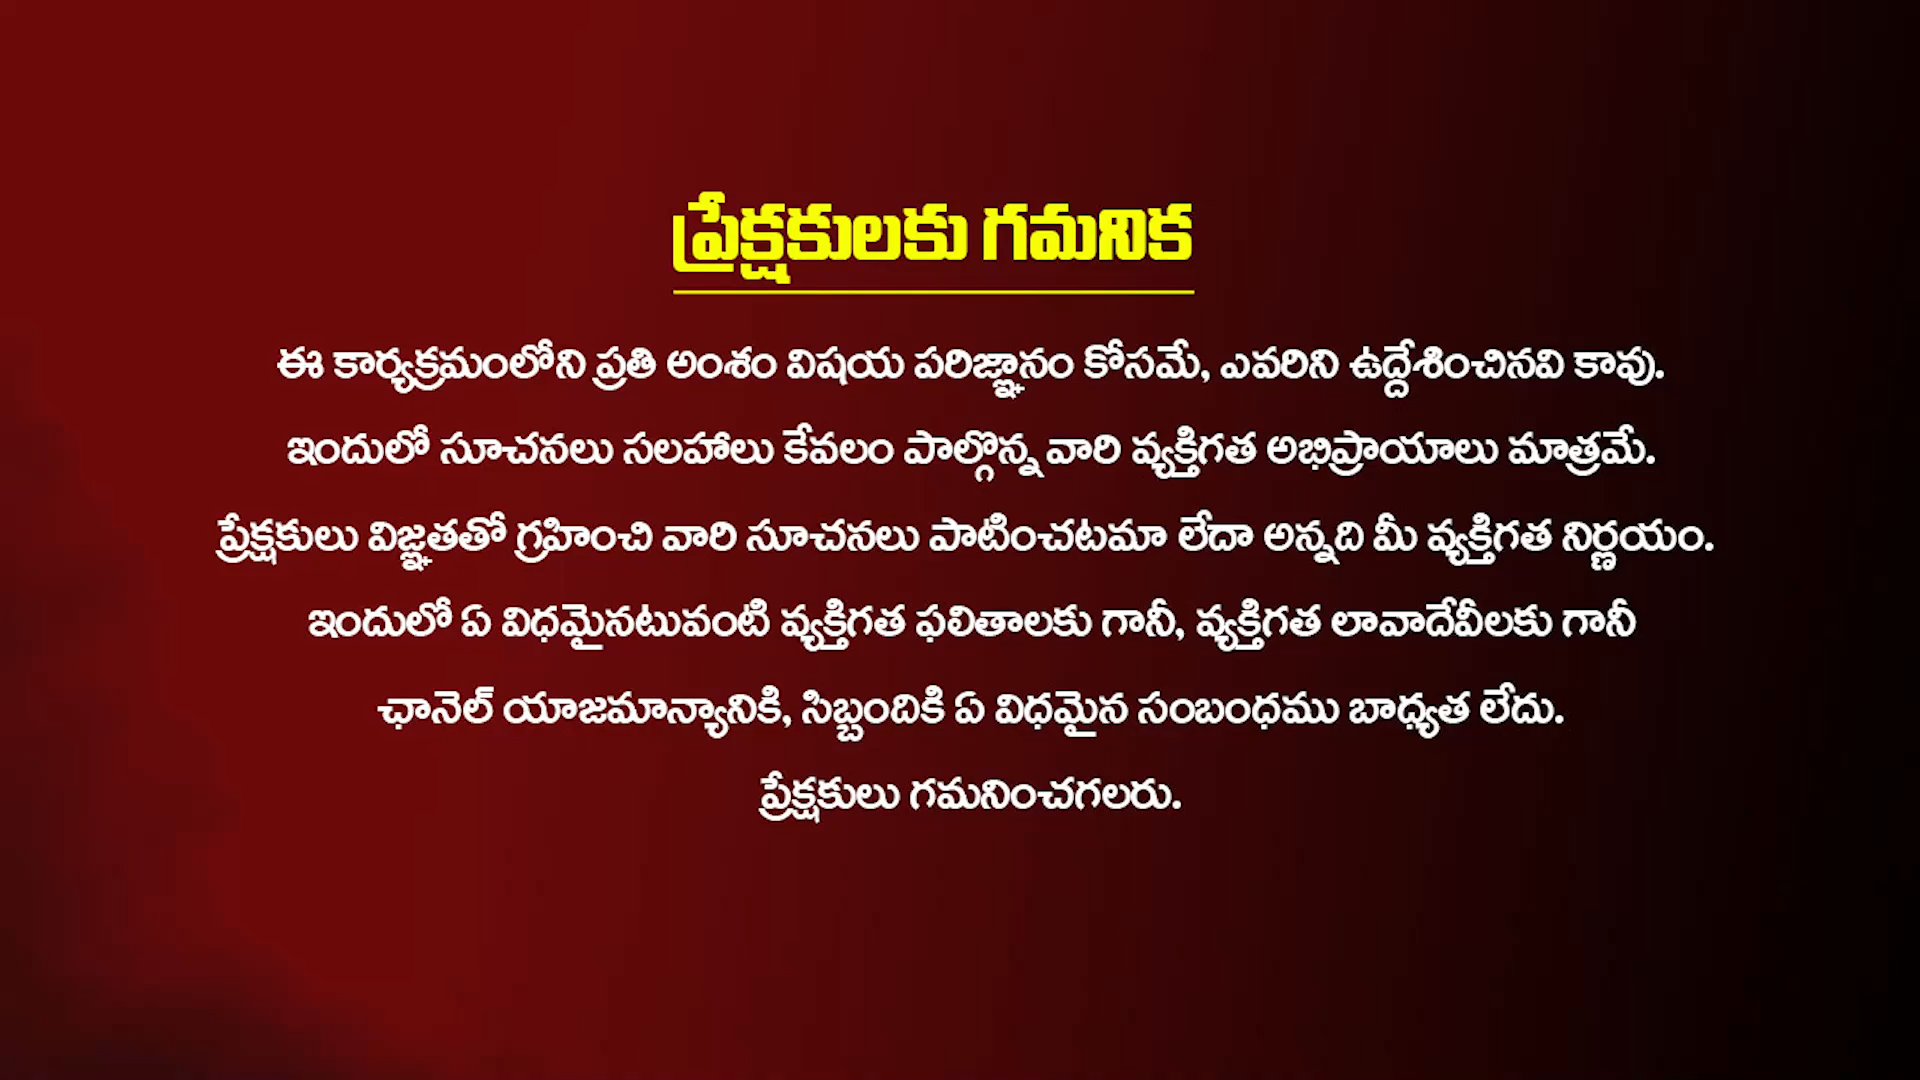 ప్రేక్షకులకు గమనిక
ఈ కార్యక్రమంలోని ప్రతి అంశం విషయ పరిజ్ఞానం కోసమే, ఎవరిని ఉద్దేశించినవి కావు.
ఇందులో సూచనలు సలహాలు కేవలం పాల్గొన్న వారి వ్యక్తిగత అభిప్రాయాలు మాత్రమే.
ప్రేక్షకులు విజ్ఞతతో గ్రహించి వారి సూచనలు పాటించటమా లేదా అన్నది మీ వ్యక్తిగత నిర్ణయం.
ఇందులో ఏ విధమైనటువంటి వ్యక్తిగత ఫలితాలకు గానీ, వ్యక్తిగత లావాదేవీలకు గానీ
ఛానెల్ యాజమాన్యానికి, సిబ్బందికి ఏ విధమైన సంబంధము బాధ్యత లేదు.
ప్రేక్షకులు గమనించగలరు.